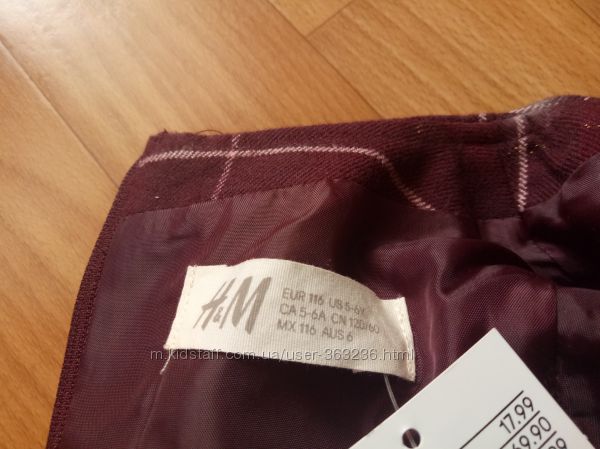 H&M
EUR 116 US 5-6Y
CA 5-6A CN 120/60
MX 116 AUS 6
m.kidstaff.com.ua/user-363236.html
17.99
69.90